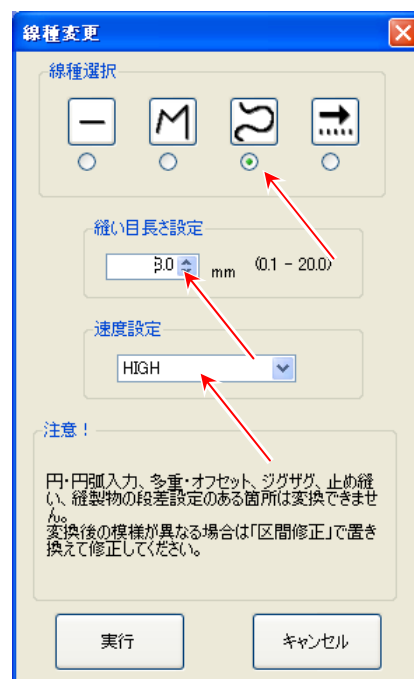 線種変更
線種選択
縫い目長さ設定
3.0 mm (0.1 - 20.0)
速度設定
HIGH
注意！
円・円弧入力、多重・オフセット、ジグザグ、止め縫
い、縫製物の段差設定のある箇所は変換できませ
ん。
変換後の模様が異なる場合は「区間修正」で置き
換えて修正してください。
実行 キャンセル